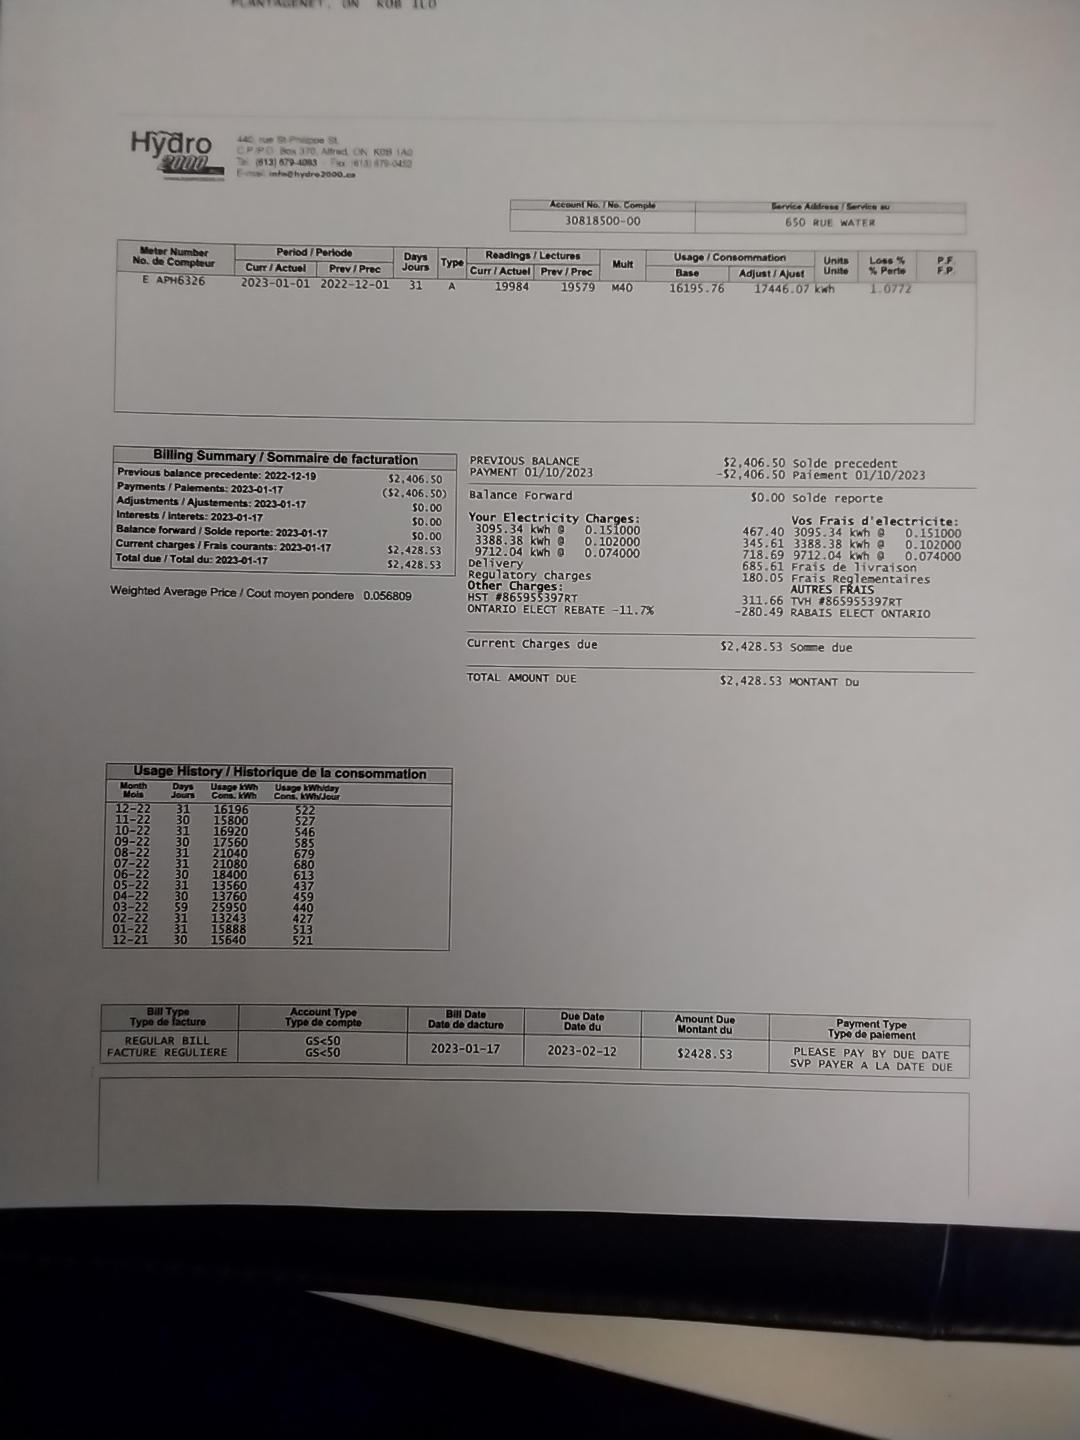 PLANTAGENET, ON K0B 1L0
Hydro
2000
440, rue St-Philippe St.
C.P./P.O. Box 370, Alfred, ON K0B 1A0
Tel: (613) 679-4093 - Fax: (613) 679-0452
E-mail: info@hydro2000.ca
Account No. / No. Compte Service Address / Service au
30818500-00 650 RUE WATER
Meter Number No. de Compteur Period / Periode Curr / Actuel Prev / Prec Days Jours Type Readings / Lectures Curr / Actuel Prev / Prec Mult Usage / Consommation Base Adjust / Ajust Units Unite Loss % % Perte P.F. F.P.
E APH6326 2023-01-01 2022-12-01 31 A 19984 19579 M40 16195.76 17446.07 kwh 1.0772
Billing Summary / Sommaire de facturation
Previous balance precedente: 2022-12-19 $2,406.50
Payments / Paiements: 2023-01-17 ($2,406.50)
Adjustments / Ajustements: 2023-01-17 $0.00
Interests / Interets: 2023-01-17 $0.00
Balance forward / Solde reporte: 2023-01-17 $0.00
Current charges / Frais courants: 2023-01-17 $2,428.53
Total due / Total du: 2023-01-17 $2,428.53
Weighted Average Price / Cout moyen pondere 0.056809
PREVIOUS BALANCE $2,406.50 Solde precedent
PAYMENT 01/10/2023 -$2,406.50 Paiement 01/10/2023
Balance Forward $0.00 Solde reporte
Your Electricity Charges: Vos Frais d'electricite:
3095.34 kwh @ 0.151000 467.40 3095.34 kwh @ 0.151000
3388.38 kwh @ 0.102000 345.61 3388.38 kwh @ 0.102000
9712.04 kwh @ 0.074000 718.69 9712.04 kwh @ 0.074000
Delivery 685.61 Frais de livraison
Regulatory charges 180.05 Frais Reglementaires
Other Charges: AUTRES FRAIS
HST #865955397RT 311.66 TVH #865955397RT
ONTARIO ELECT REBATE -11.7% -280.49 RABAIS ELECT ONTARIO
Current Charges due $2,428.53 Somme due
TOTAL AMOUNT DUE $2,428.53 MONTANT Du
Usage History / Historique de la consommation
Month Days Usage kWh Usage kWh/day
Mois Jours Cons. kWh Cons. kWh/Jour
12-22 31 16196 522
11-22 30 15800 527
10-22 31 16920 546
09-22 30 17560 585
08-22 31 21040 679
07-22 31 21080 680
06-22 30 18400 613
05-22 31 13560 437
04-22 30 13760 459
03-22 59 25950 440
02-22 31 13243 427
01-22 31 15888 513
12-21 30 15640 521
Bill Type Account Type Bill Date Due Date Amount Due Payment Type
Type de facture Type de compte Date de dacture Date du Montant du Type de paiement
REGULAR BILL GS<50 2023-01-17 2023-02-12 $2428.53 PLEASE PAY BY DUE DATE
FACTURE REGULIERE GS<50 SVP PAYER A LA DATE DUE